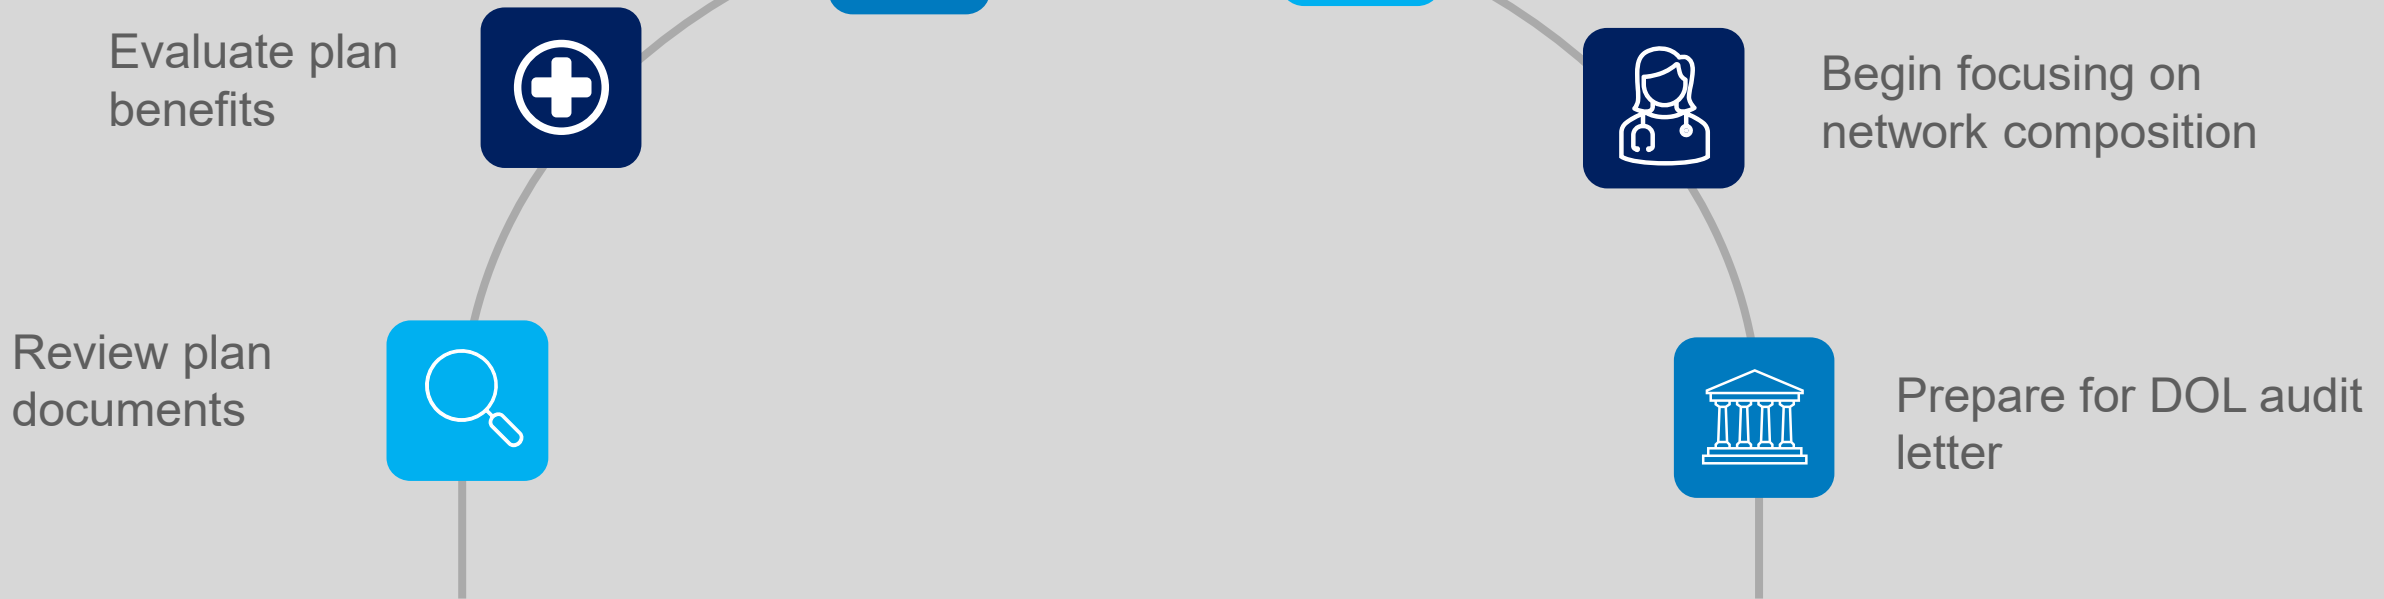 Evaluate plan
benefits
Begin focusing on
network composition
Review plan
documents
Prepare for DOL audit
letter